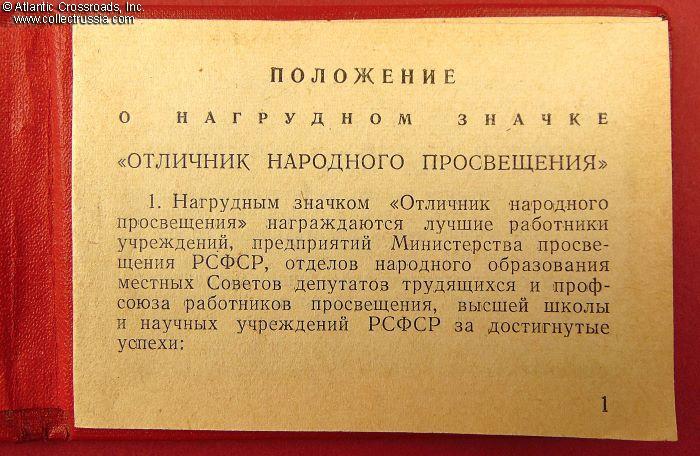 © Atlantic Crossroads, Inc.
www.collectrussia.com
ПОЛОЖЕНИЕ
О НАГРУДНОМ ЗНАЧКЕ
«ОТЛИЧНИК НАРОДНОГО ПРОСВЕЩЕНИЯ»
1. Нагрудным значком «Отличник народного
просвещения» награждаются лучшие работники
учреждений, предприятий Министерства просве-
щения РСФСР, отделов народного образования
местных Советов депутатов трудящихся и проф-
союза работников просвещения, высшей школы
и научных учреждений РСФСР за достигнутые
успехи:
1